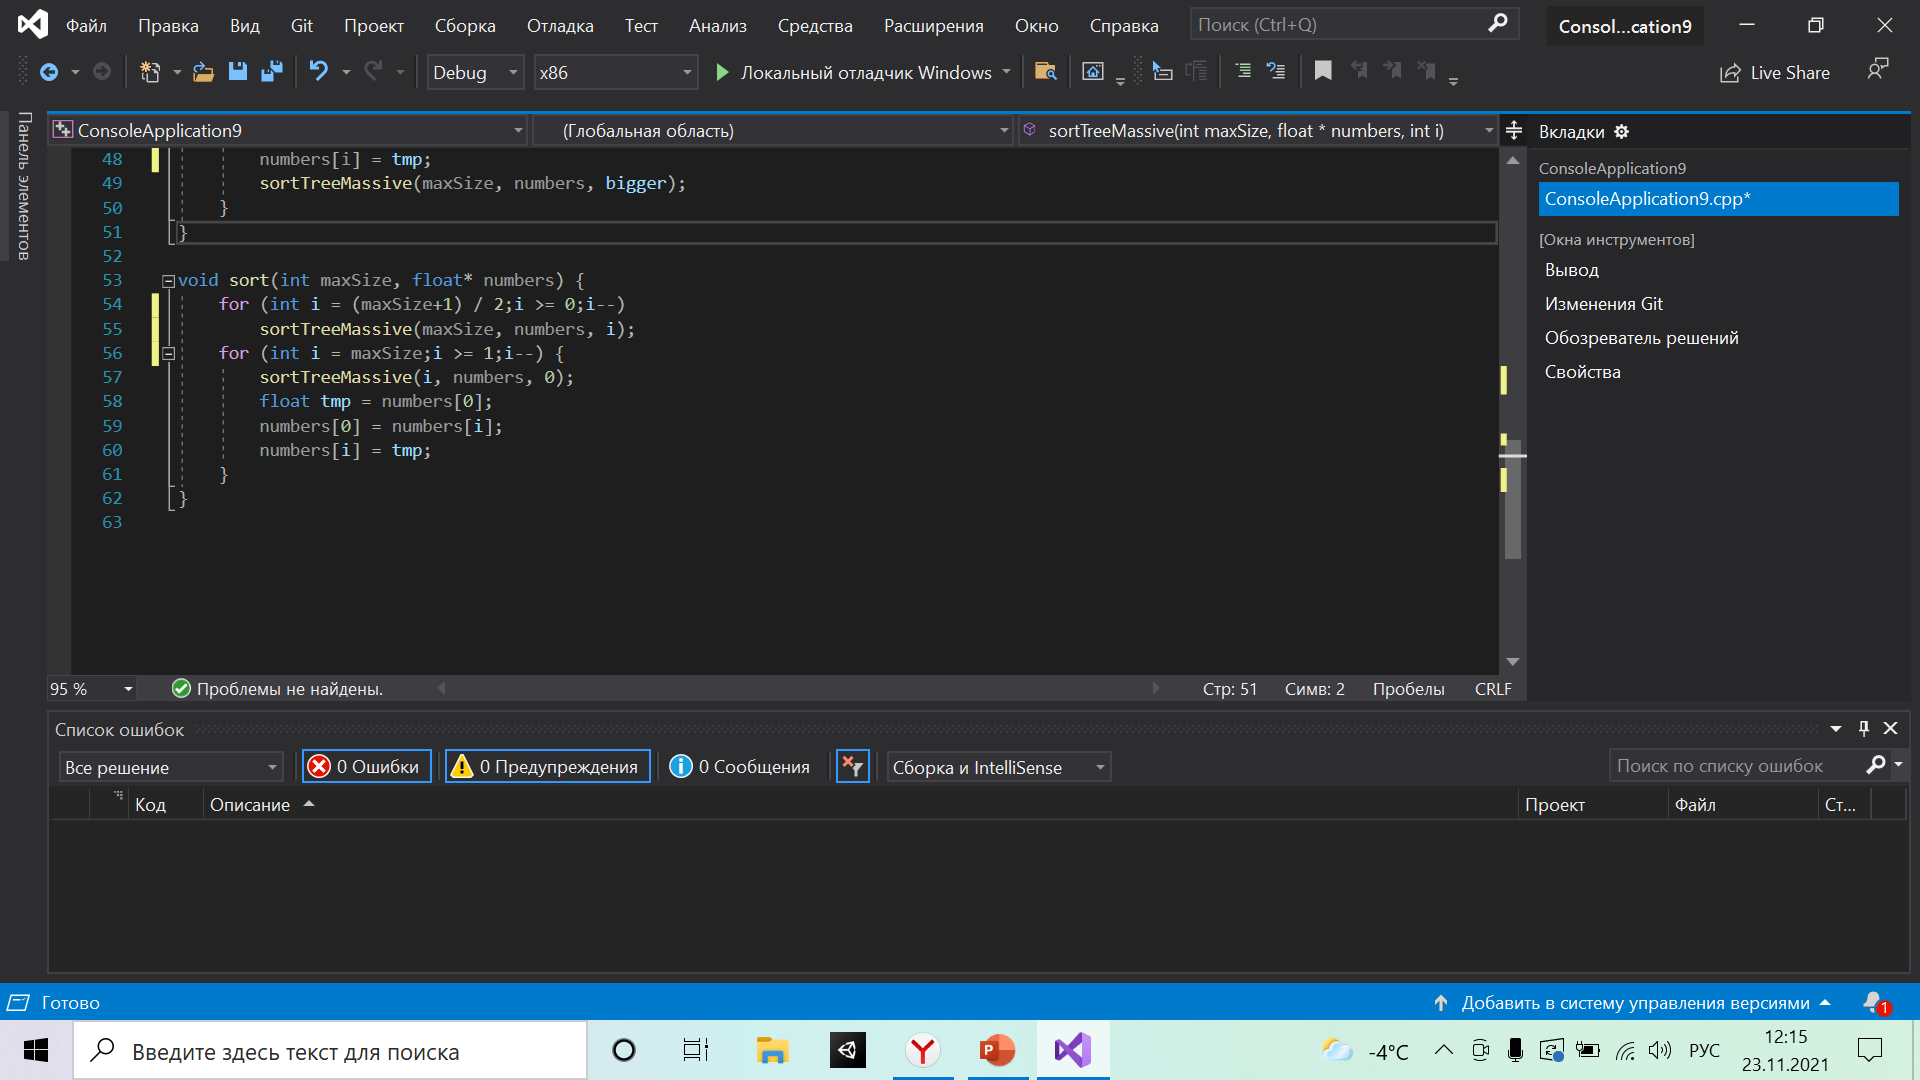 Файл Правка Вид Git Проект Сборка Отладка Тест Анализ Средства Расширения Окно Справка Поиск (Ctrl+Q) Consol...cation9
Debug x86 Локальный отладчик Windows Live Share
Панель элементов
ConsoleApplication9 (Глобальная область) sortTreeMassive(int maxSize, float * numbers, int i)
48 numbers[i] = tmp;
49 sortTreeMassive(maxSize, numbers, bigger);
50 }
51 }
52
53 void sort(int maxSize, float* numbers) {
54 for (int i = (maxSize+1) / 2;i >= 0;i--)
55 sortTreeMassive(maxSize, numbers, i);
56 for (int i = maxSize;i >= 1;i--) {
57 sortTreeMassive(i, numbers, 0);
58 float tmp = numbers[0];
59 numbers[0] = numbers[i];
60 numbers[i] = tmp;
61 }
62 }
63
95 % Проблемы не найдены. Стр: 51 Симв: 2 Пробелы CRLF
Вкладки
ConsoleApplication9
ConsoleApplication9.cpp*
[Окна инструментов]
Вывод
Изменения Git
Обозреватель решений
Свойства
Список ошибок
Все решение 0 Ошибки 0 Предупреждения 0 Сообщения Сборка и IntelliSense Поиск по списку ошибок
Код Описание Проект Файл Ст...
Готово Добавить в систему управления версиями 1
Введите здесь текст для поиска -4°C РУС 12:15
23.11.2021